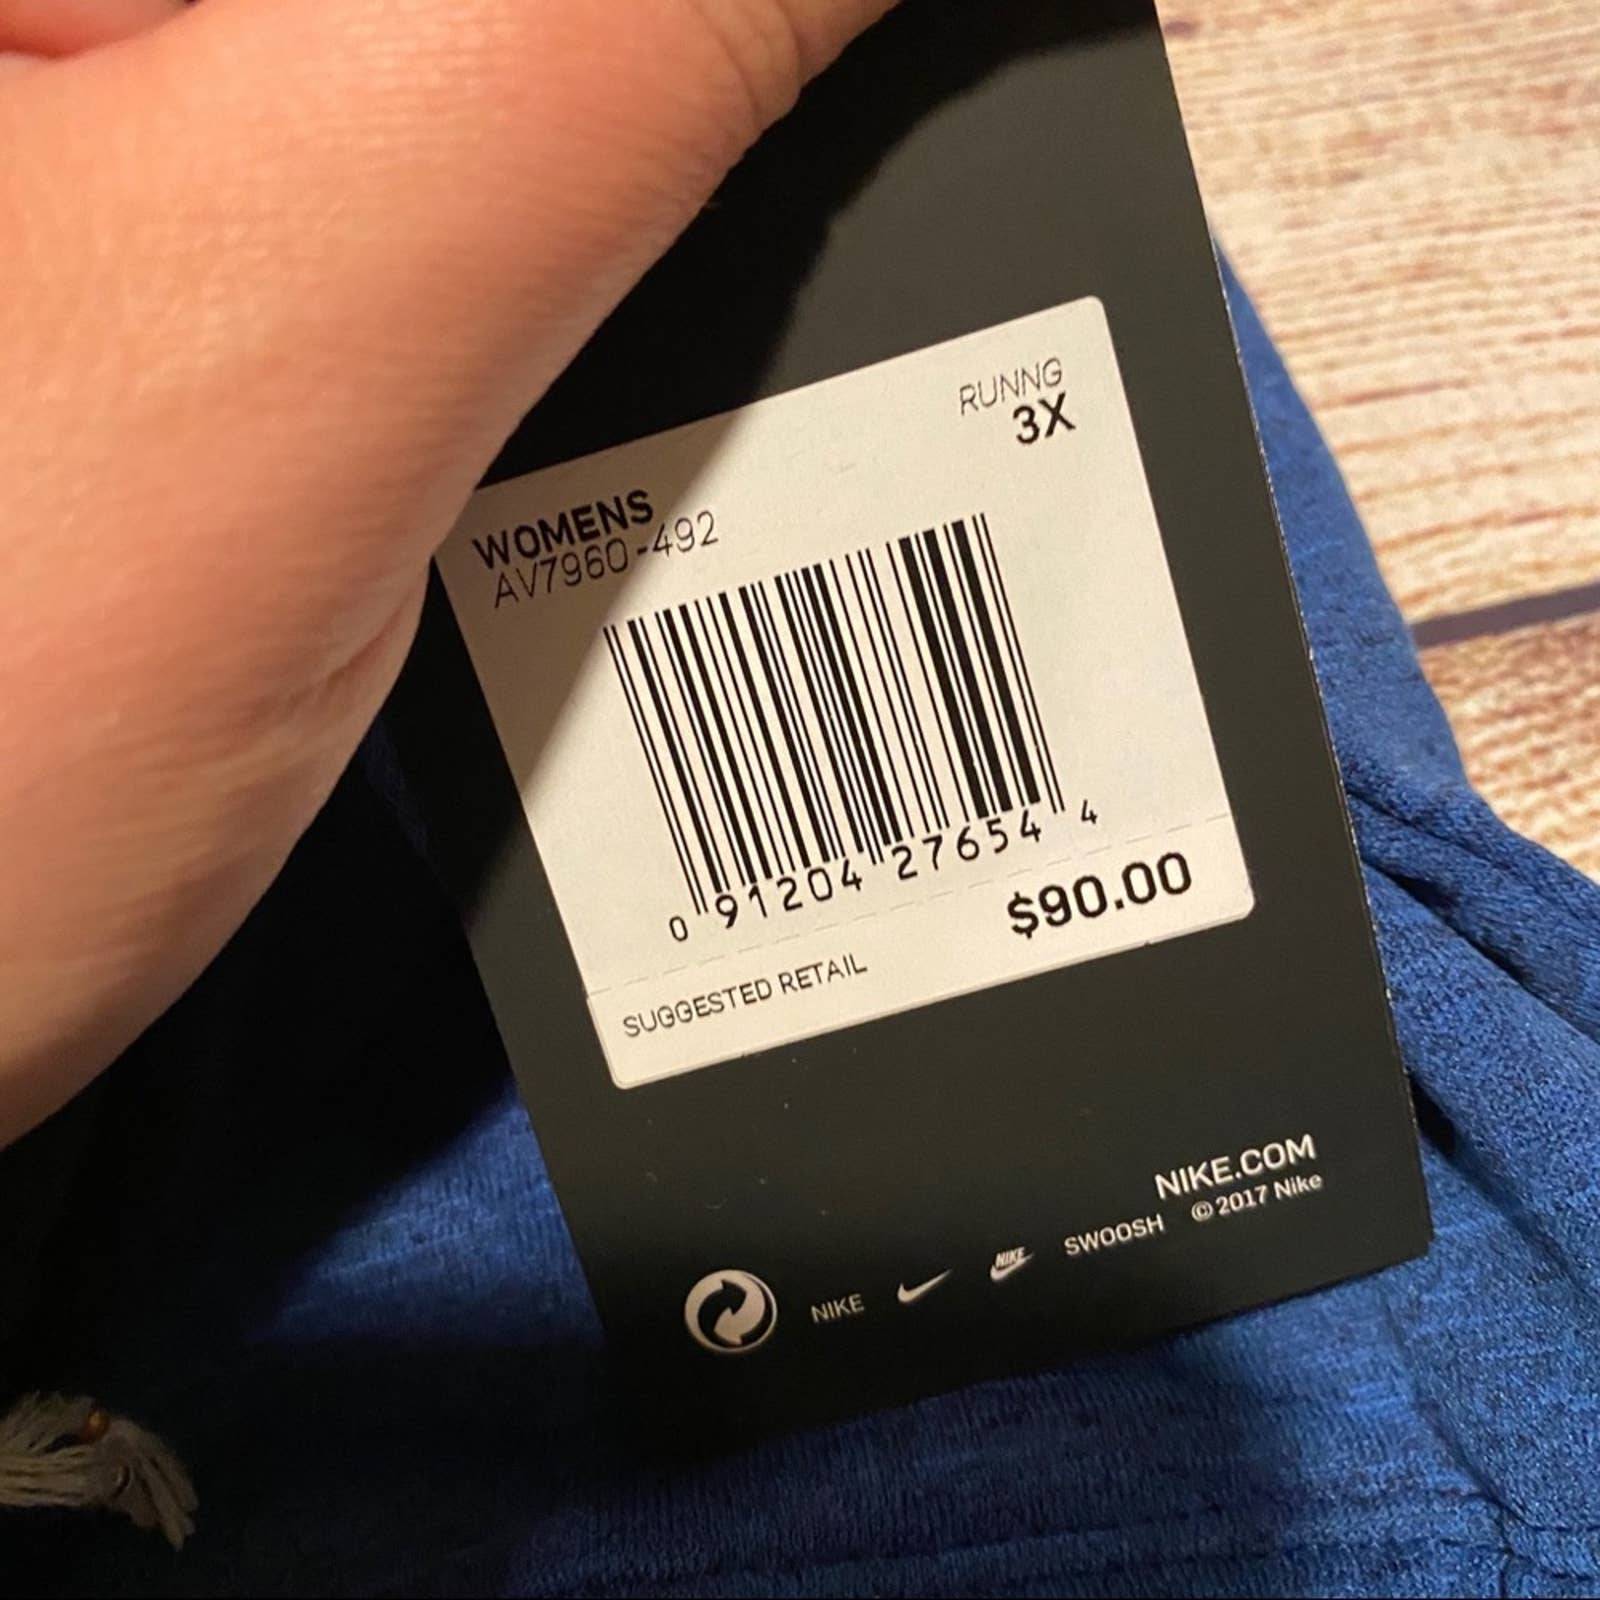 RUNNG
3X
WOMENS
AV7960-492
0 91204 27654 4
$90.00
SUGGESTED RETAIL
NIKE.COM
© 2017 Nike
NIKE NIKE SWOOSH